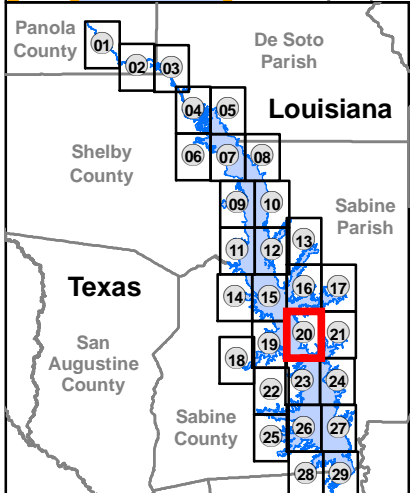 Panola
County
01
02
03
De Soto
Parish
04
05
Louisiana
06
07
08
Shelby
County
09
10
Sabine
Parish
11
12
13
Texas
14
15
16
17
San
Augustine
County
18
19
20
21
22
23
24
Sabine
County
25
26
27
28
29